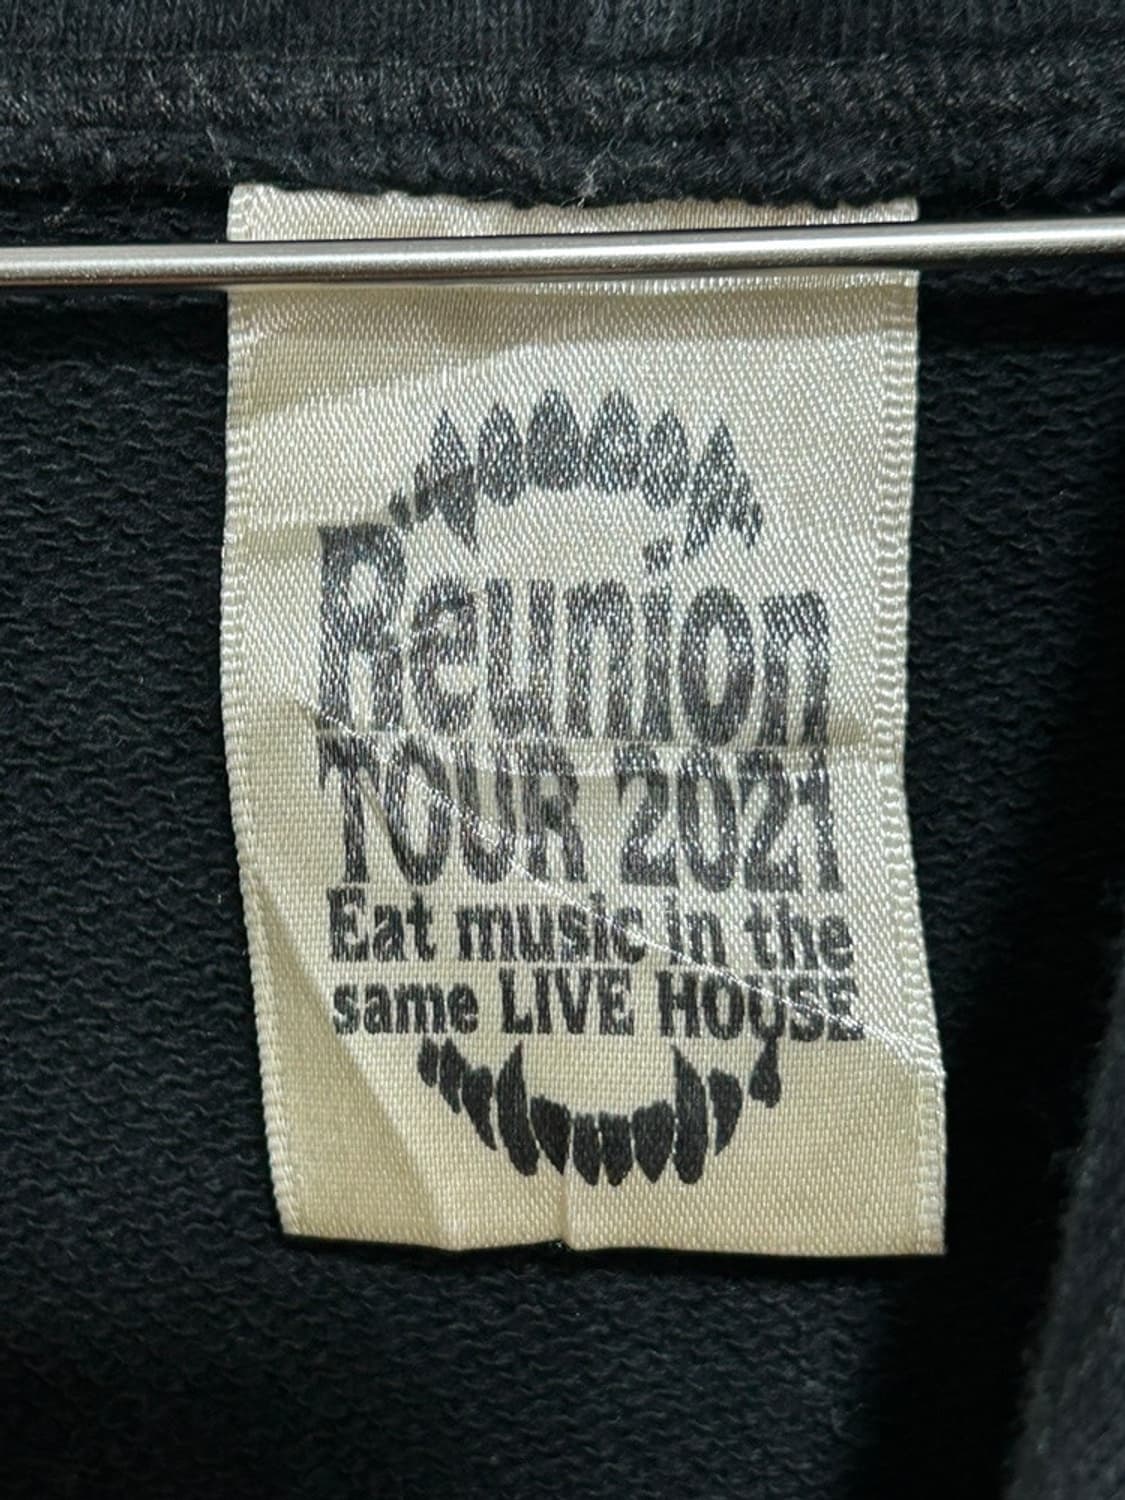 Reunion
TOUR 2021
Eat music in the
same LIVE HOUSE